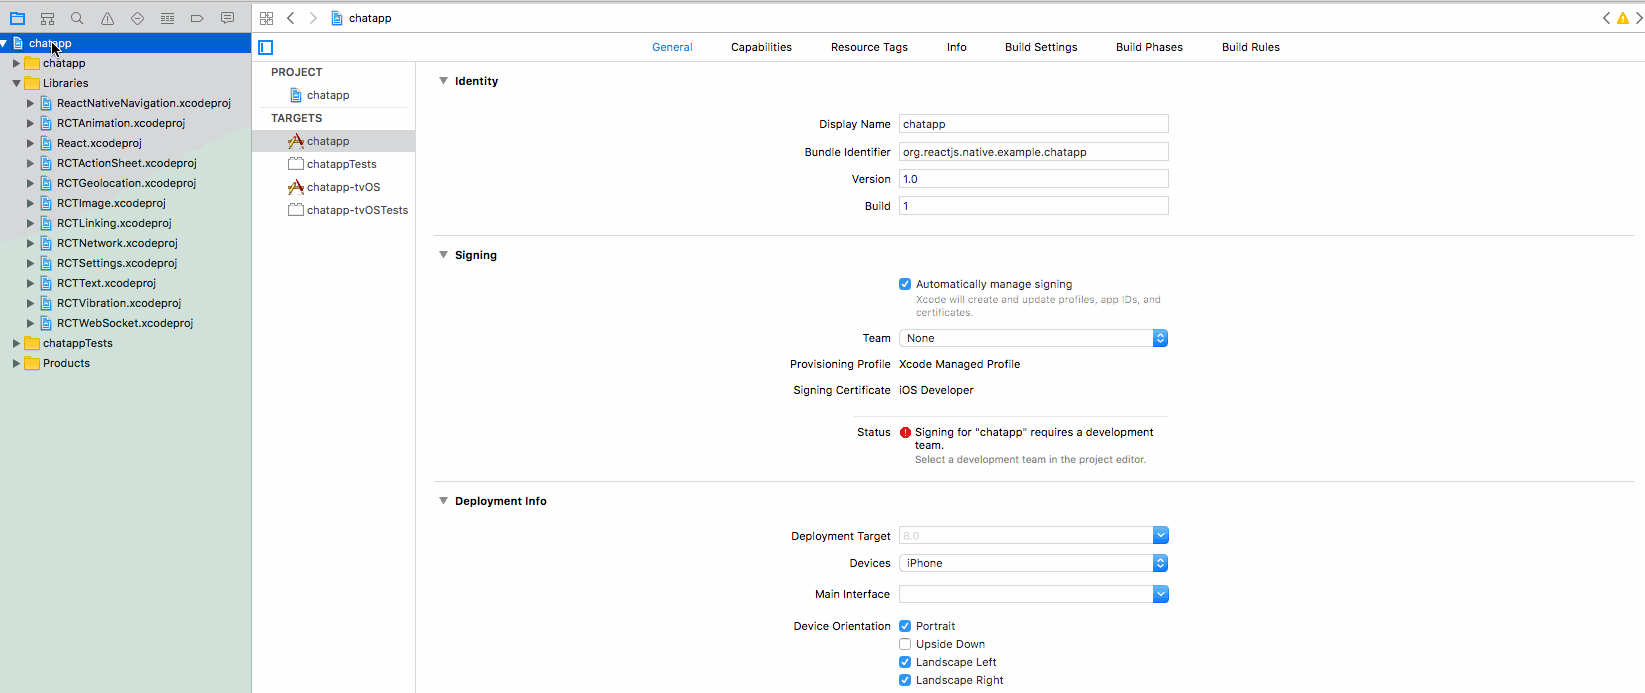 chatapp
chatapp
chatapp
Libraries
ReactNativeNavigation.xcodeproj
RCTAnimation.xcodeproj
React.xcodeproj
RCTActionSheet.xcodeproj
RCTGeolocation.xcodeproj
RCTImage.xcodeproj
RCTLinking.xcodeproj
RCTNetwork.xcodeproj
RCTSettings.xcodeproj
RCTText.xcodeproj
RCTVibration.xcodeproj
RCTWebSocket.xcodeproj
chatappTests
Products
General Capabilities Resource Tags Info Build Settings Build Phases Build Rules
PROJECT
chatapp
TARGETS
chatapp
chatappTests
chatapp-tvOS
chatapp-tvOSTests
Identity
Display Name chatapp
Bundle Identifier org.reactjs.native.example.chatapp
Version 1.0
Build 1
Signing
Automatically manage signing
Xcode will create and update profiles, app IDs, and
certificates.
Team None
Provisioning Profile Xcode Managed Profile
Signing Certificate iOS Developer
Status Signing for "chatapp" requires a development
team.
Select a development team in the project editor.
Deployment Info
Deployment Target 8.0
Devices iPhone
Main Interface
Device Orientation Portrait
Upside Down
Landscape Left
Landscape Right